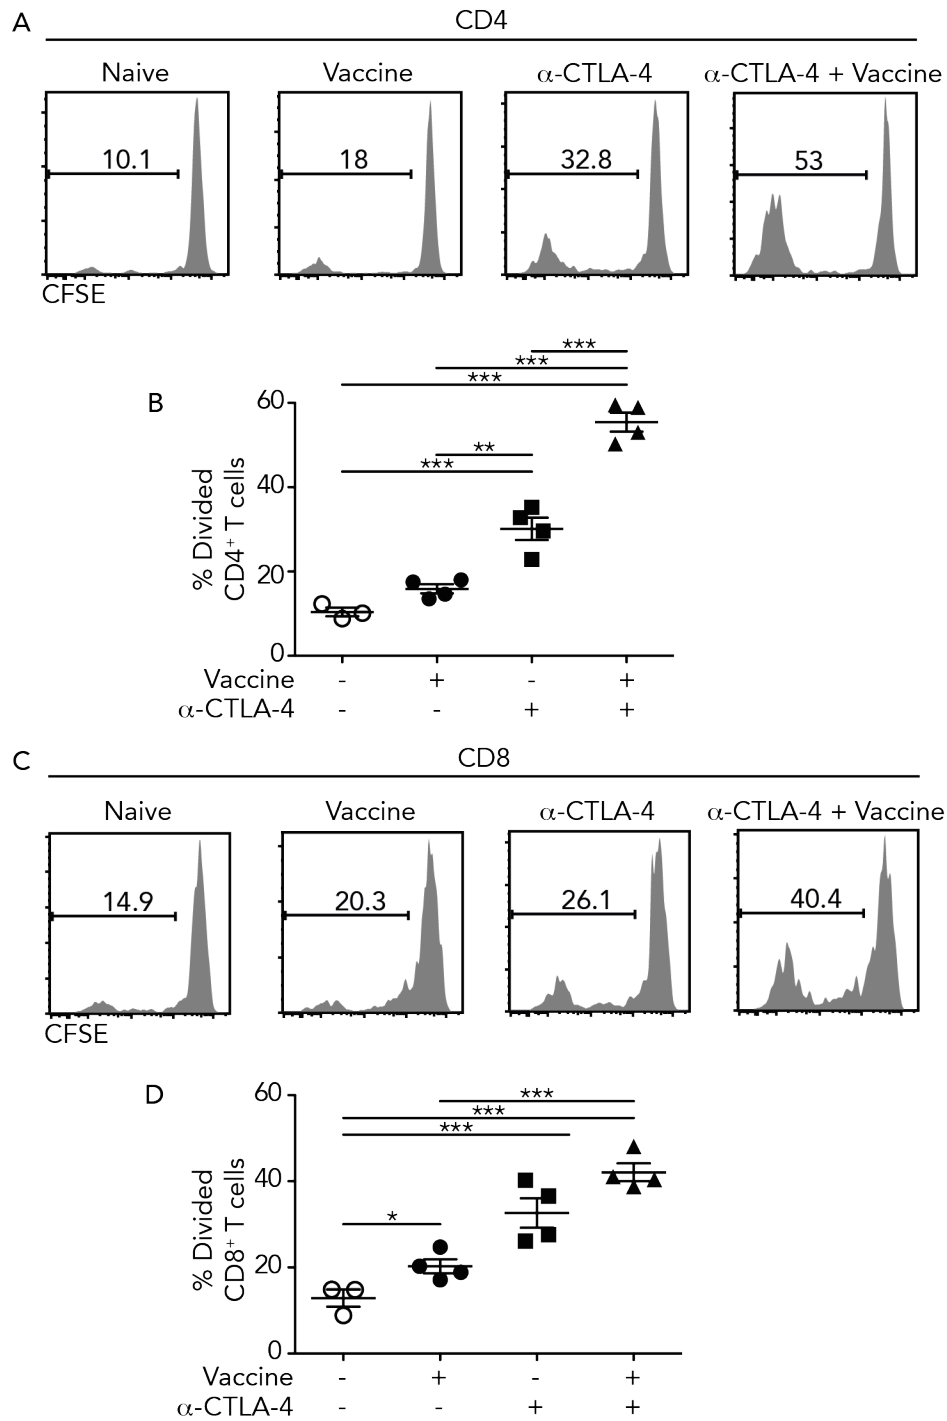 A
CD4
Naive
Vaccine
α-CTLA-4
α-CTLA-4 + Vaccine
10.1
18
32.8
53
CFSE
B
***
***
***
**
***
60
40
20
0
% Divided
CD4⁺ T cells
Vaccine - + - +
α-CTLA-4 - - + +
C
CD8
Naive
Vaccine
α-CTLA-4
α-CTLA-4 + Vaccine
14.9
20.3
26.1
40.4
CFSE
D
***
***
***
*
60
40
20
0
% Divided
CD8⁺ T cells
Vaccine - + - +
α-CTLA-4 - - + +